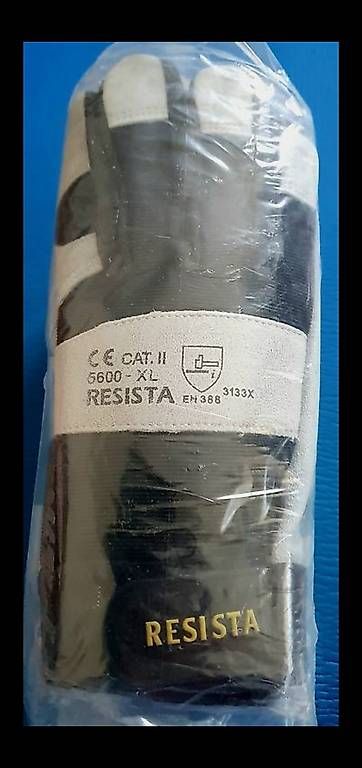 CE CAT. II
5600 - XL
RESISTA EN 388 3133X
i
RESISTA